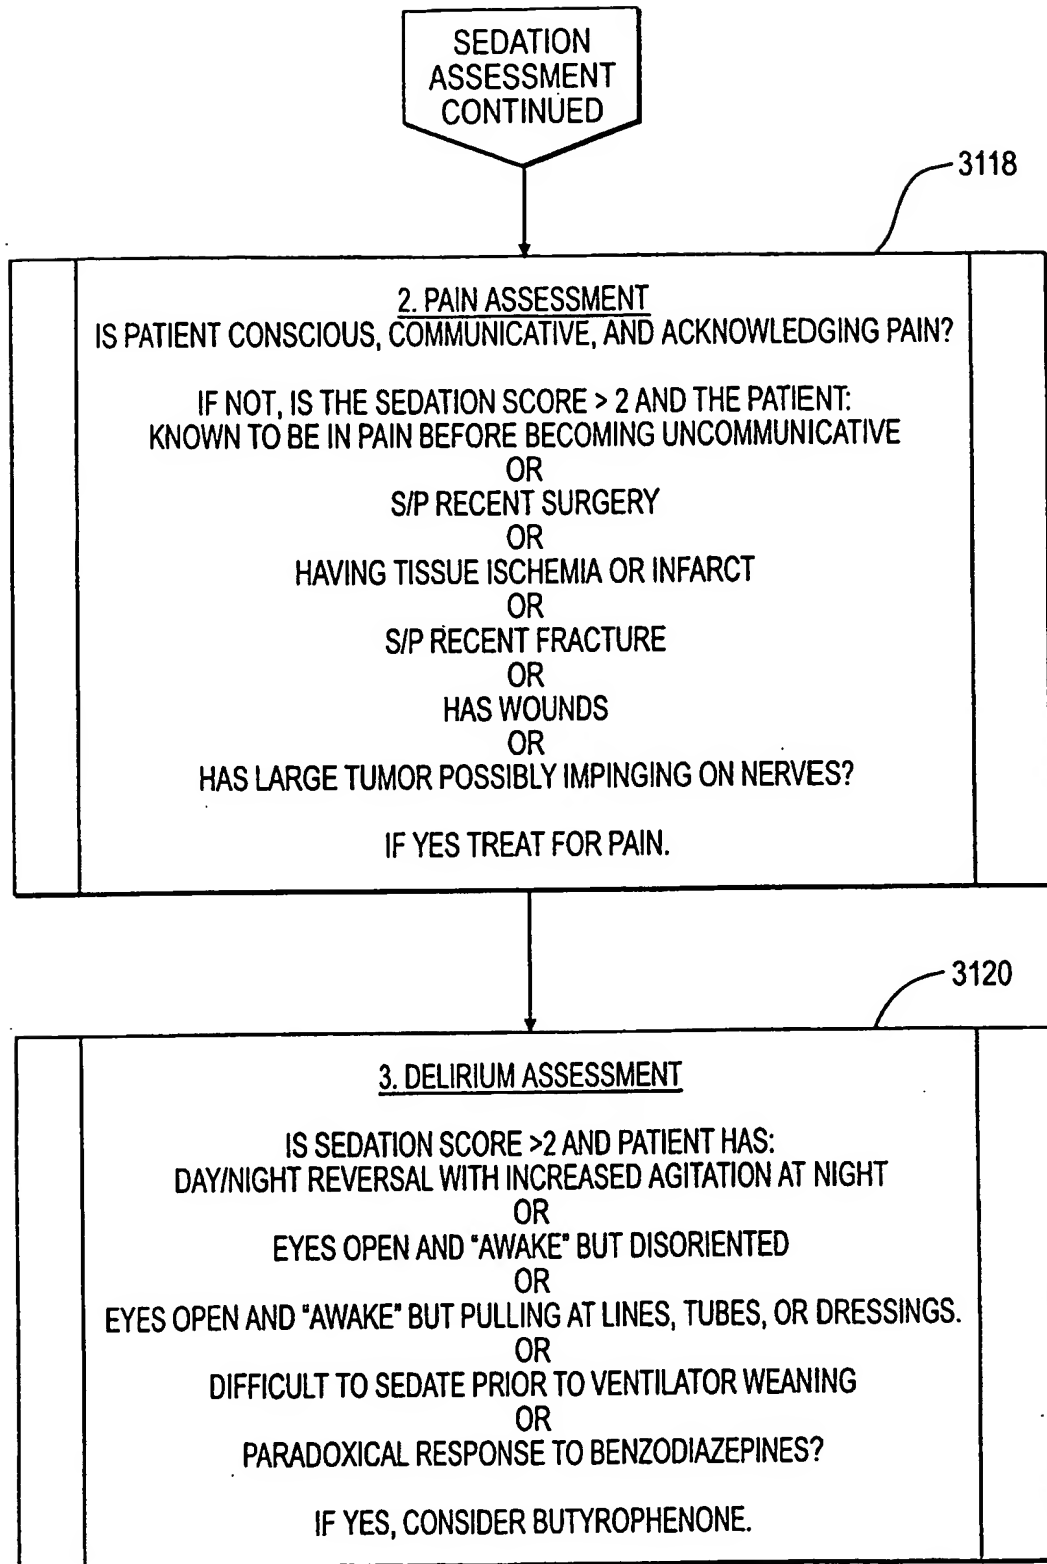 SEDATION
ASSESSMENT
CONTINUED
3118
2. PAIN ASSESSMENT
IS PATIENT CONSCIOUS, COMMUNICATIVE, AND ACKNOWLEDGING PAIN?
IF NOT, IS THE SEDATION SCORE > 2 AND THE PATIENT:
KNOWN TO BE IN PAIN BEFORE BECOMING UNCOMMUNICATIVE
OR
S/P RECENT SURGERY
OR
HAVING TISSUE ISCHEMIA OR INFARCT
OR
S/P RECENT FRACTURE
OR
HAS WOUNDS
OR
HAS LARGE TUMOR POSSIBLY IMPINGING ON NERVES?
IF YES TREAT FOR PAIN.
3120
3. DELIRIUM ASSESSMENT
IS SEDATION SCORE >2 AND PATIENT HAS:
DAY/NIGHT REVERSAL WITH INCREASED AGITATION AT NIGHT
OR
EYES OPEN AND "AWAKE" BUT DISORIENTED
OR
EYES OPEN AND "AWAKE" BUT PULLING AT LINES, TUBES, OR DRESSINGS.
OR
DIFFICULT TO SEDATE PRIOR TO VENTILATOR WEANING
OR
PARADOXICAL RESPONSE TO BENZODIAZEPINES?
IF YES, CONSIDER BUTYROPHENONE.